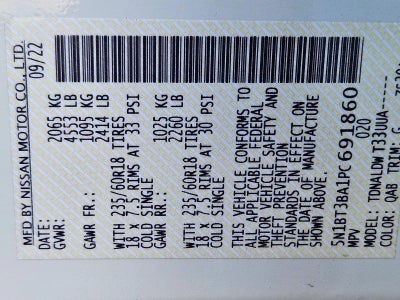 MFD BY NISSAN MOTOR CO., LTD.
DATE: 09/22
GVWR: 2065 KG
4553 LB
GAWR FR.: 1095 KG
2414 LB
WITH 235/60R18 TIRES
18 x 7.5 RIMS AT 33 PSI
COLD SINGLE
GAWR RR.: 1025 KG
2260 LB
WITH 235/60R18 TIRES
18 x 7.5 RIMS AT 30 PSI
COLD SINGLE
THIS VEHICLE CONFORMS TO
ALL APPLICABLE FEDERAL
MOTOR VEHICLE SAFETY AND
THEFT PREVENTION
STANDARDS IN EFFECT ON
THE DATE OF MANUFACTURE
SHOWN ABOVE.
5N1BT3BA1PC691860
MPV 020
MODEL: TDNALDWT33UUA------
COLOR: QAB TRIM: G